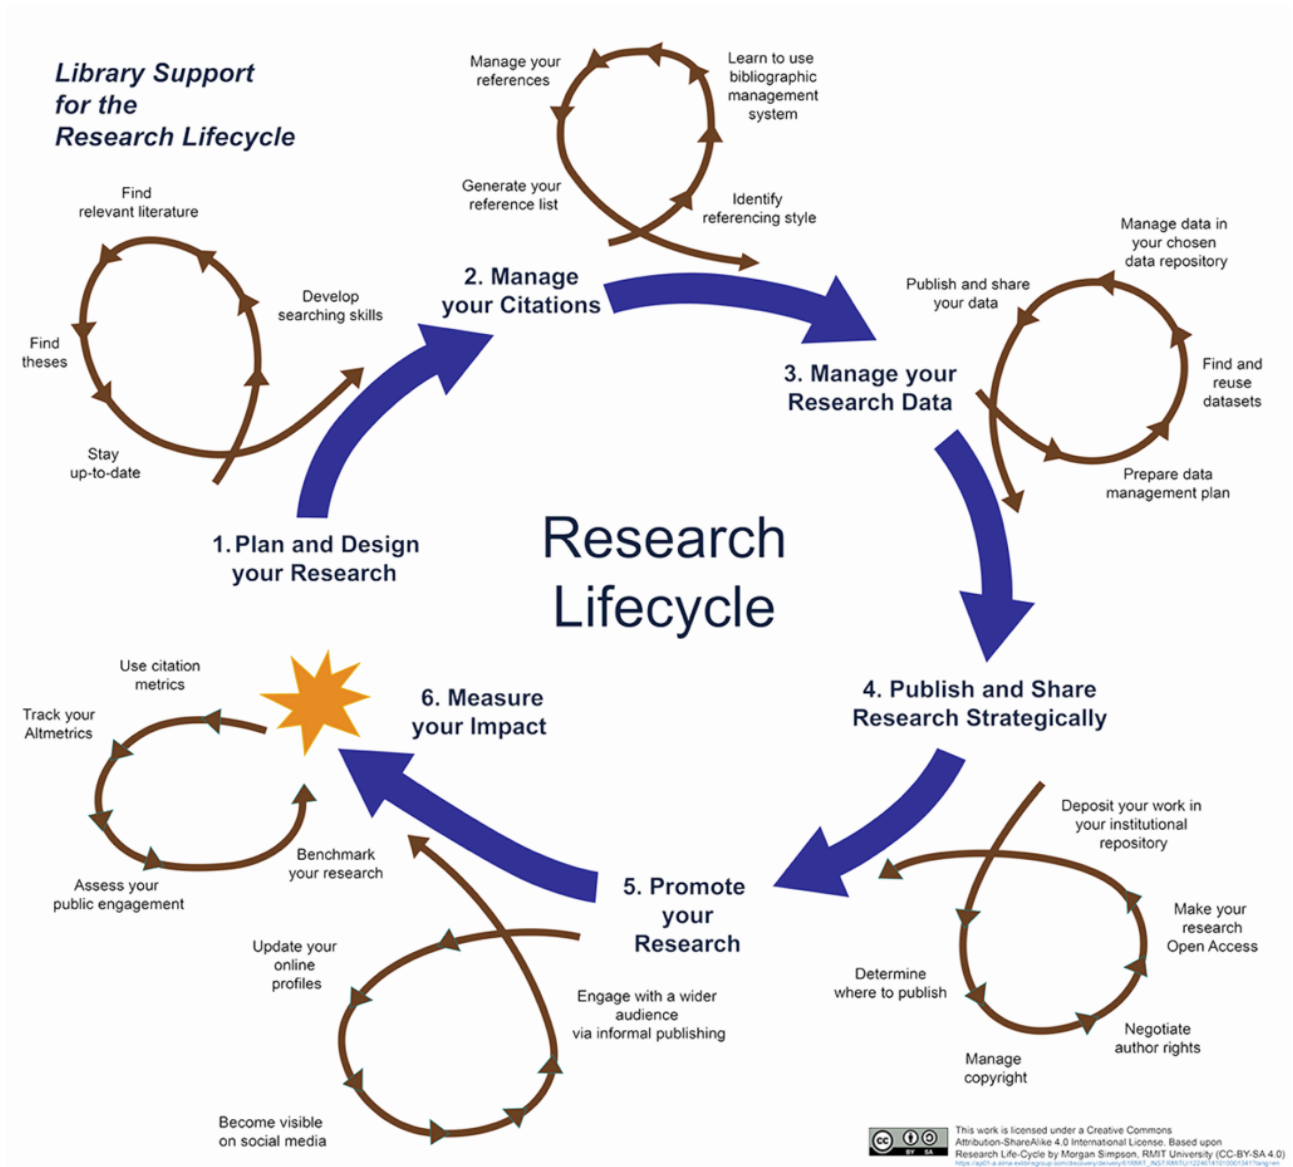 Library Support
for the
Research Lifecycle
Find
relevant literature
Develop
searching skills
Find
theses
Stay
up-to-date
1. Plan and Design
your Research
Manage your
references
Learn to use
bibliographic
management
system
Generate your
reference list
Identify
referencing style
2. Manage
your Citations
Manage data in
your chosen
data repository
Publish and share
your data
Find and
reuse
datasets
Prepare data
management plan
3. Manage your
Research Data
Research
Lifecycle
4. Publish and Share
Research Strategically
Deposit your work in
your institutional
repository
Make your
research
Open Access
Determine
where to publish
Negotiate
author rights
Manage
copyright
5. Promote
your
Research
Update your
online
profiles
Engage with a wider
audience
via informal publishing
Become visible
on social media
6. Measure
your Impact
Use citation
metrics
Track your
Altmetrics
Assess your
public engagement
Benchmark
your research
cc
BY SA
This work is licensed under a Creative Commons
Attribution-ShareAlike 4.0 International License. Based upon
Research Life-Cycle by Morgan Simpson, RMIT University (CC-BY-SA 4.0)